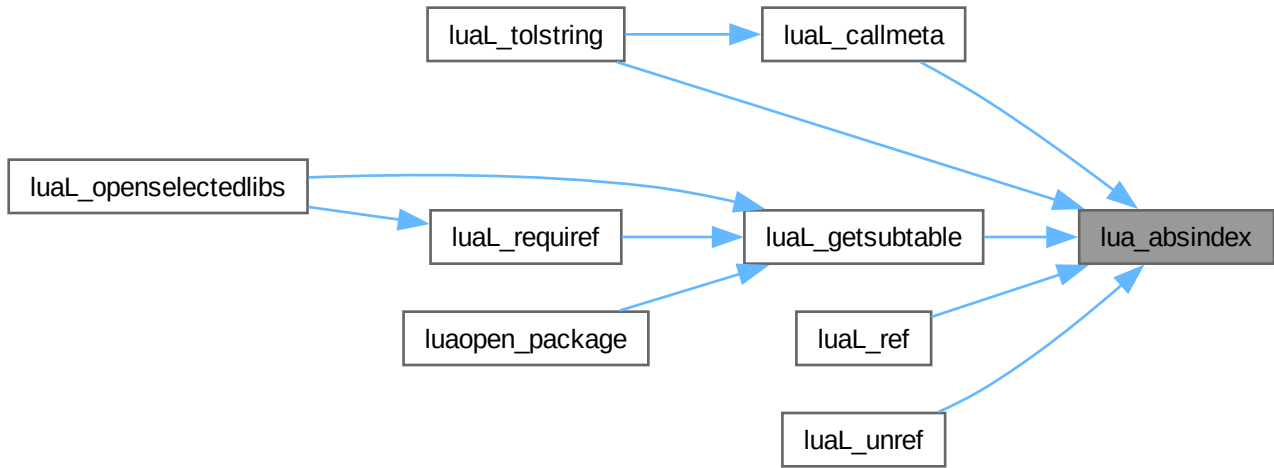 luaL_tolstring
luaL_callmeta
luaL_openselectedlibs
luaL_requiref
luaL_getsubtable
lua_absindex
luaopen_package
luaL_ref
luaL_unref